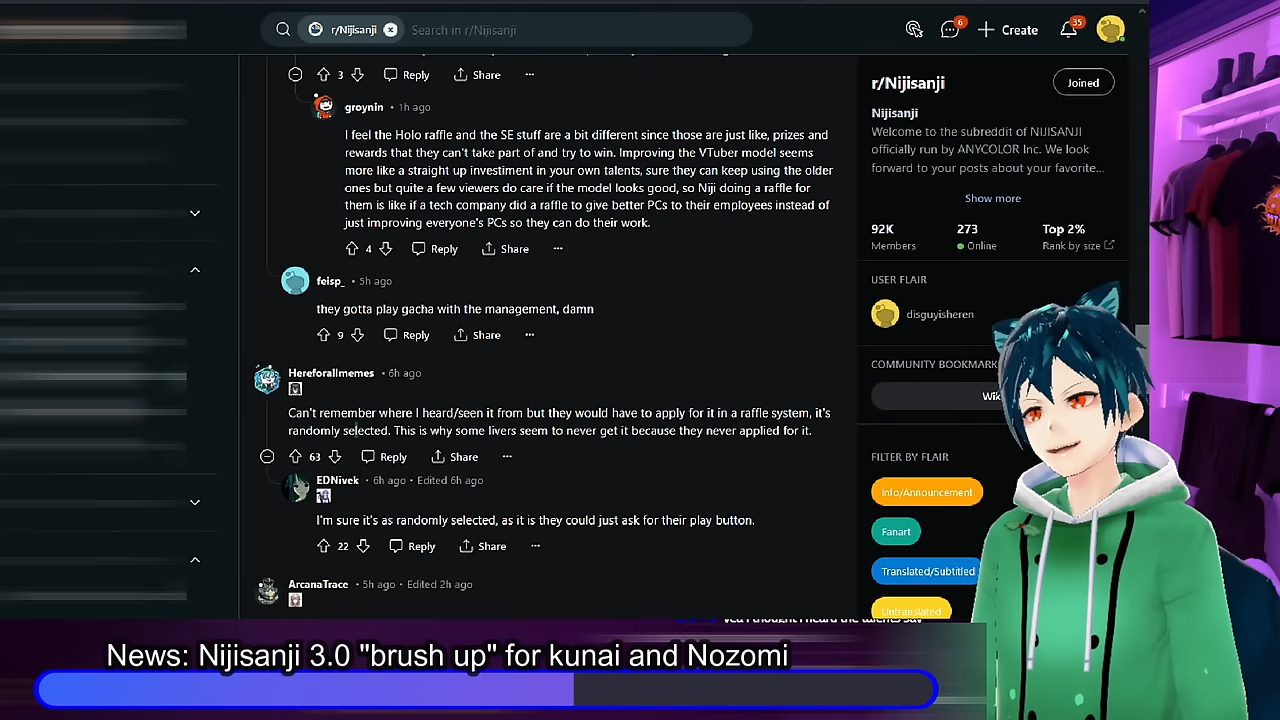 r/Nijisanji
Search in r/Nijisanji
6
Create
35
3
Reply
Share
groynin • 1h ago
I feel the Holo raffle and the SE stuff are a bit different since those are just like, prizes and
rewards that they can't take part of and try to win. Improving the VTuber model seems
more like a straight up investiment in your own talents, sure they can keep using the older
ones but quite a few viewers do care if the model looks good, so Niji doing a raffle for
them is like if a tech company did a raffle to give better PCs to their employees instead of
just improving everyone's PCs so they can do their work.
4
Reply
Share
feisp_ • 5h ago
they gotta play gacha with the management, damn
9
Reply
Share
Hereforallmemes • 6h ago
Can't remember where I heard/seen it from but they would have to apply for it in a raffle system, it's
randomly selected. This is why some livers seem to never get it because they never applied for it.
63
Reply
Share
EDNivek • 6h ago • Edited 6h ago
I'm sure it's as randomly selected, as it is they could just ask for their play button.
22
Reply
Share
ArcanaTrace • 5h ago • Edited 2h ago
r/Nijisanji
Joined
Nijisanji
Welcome to the subreddit of NIJISANJI
officially run by ANYCOLOR Inc. We look
forward to your posts about your favorite...
Show more
92K
273
Top 2%
Members
Online
Rank by size
USER FLAIR
disguyisheren
COMMUNITY BOOKMARK
Wik
FILTER BY FLAIR
Info/Announcement
Fanart
Translated/Subtitled
Untranslated
News: Nijisanji 3.0 "brush up" for kunai and Nozomi